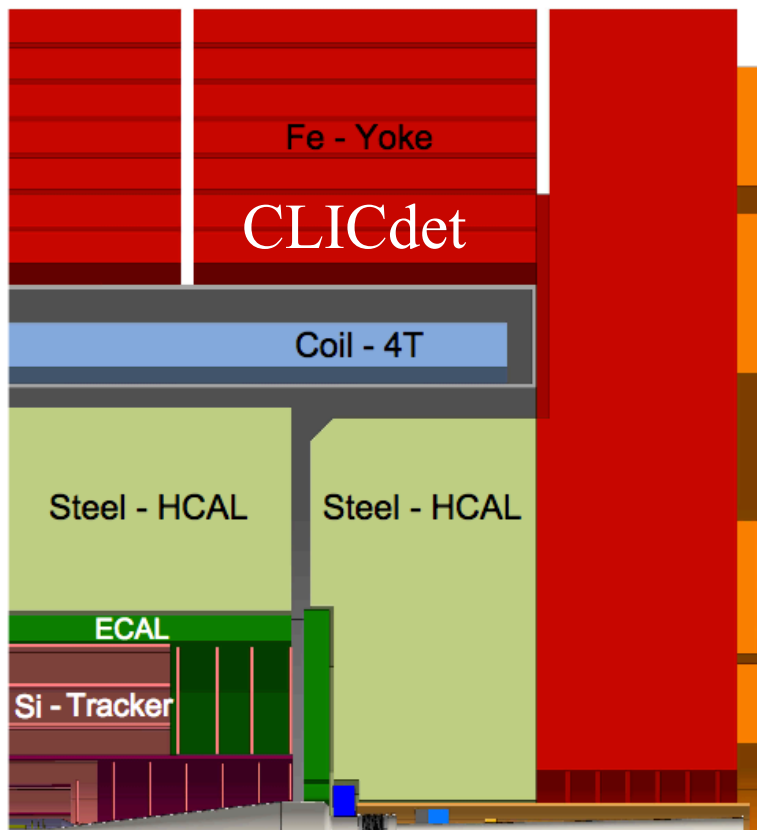 Fe - Yoke
CLICdet
Coil - 4T
Steel - HCAL
Steel - HCAL
ECAL
Si - Tracker